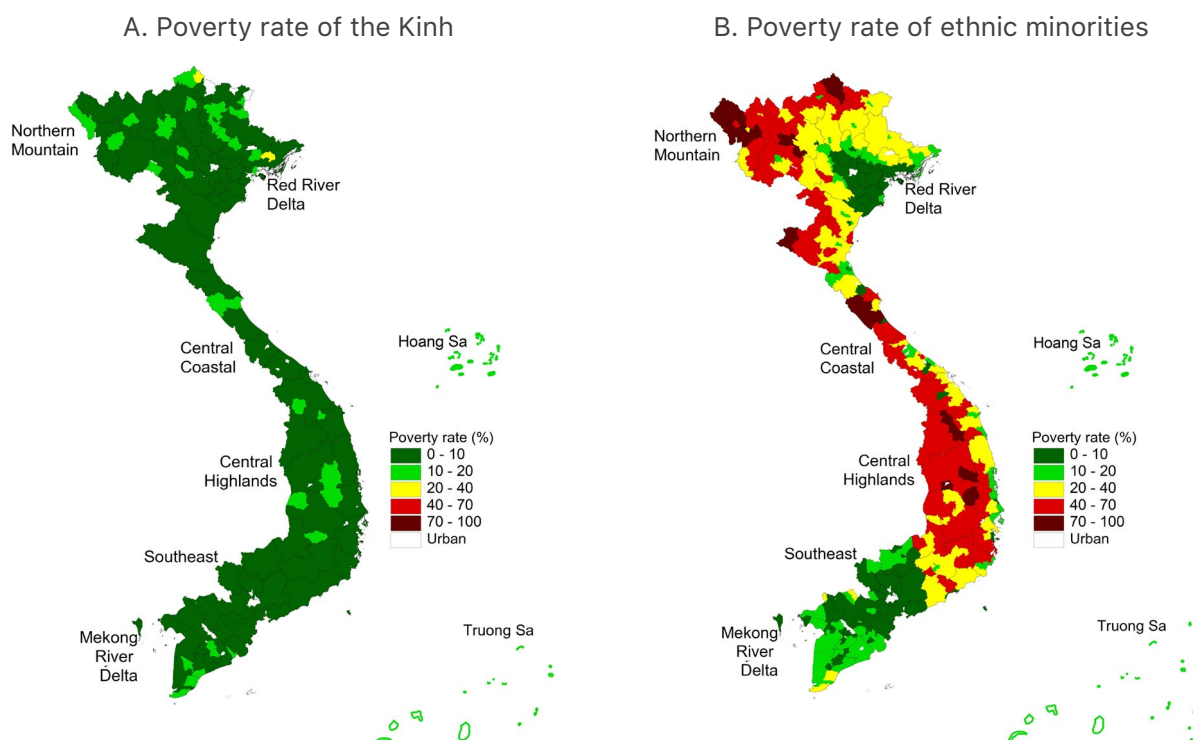 A. Poverty rate of the Kinh
Northern
Mountain
Red River
Delta
Central
Coastal
Hoang Sa
Poverty rate (%)
0 - 10
10 - 20
20 - 40
40 - 70
70 - 100
Urban
Central
Highlands
Southeast
Mekong
River
Delta
Truong Sa
B. Poverty rate of ethnic minorities
Northern
Mountain
Red River
Delta
Central
Coastal
Hoang Sa
Poverty rate (%)
0 - 10
10 - 20
20 - 40
40 - 70
70 - 100
Urban
Central
Highlands
Southeast
Mekong
River
Delta
Truong Sa